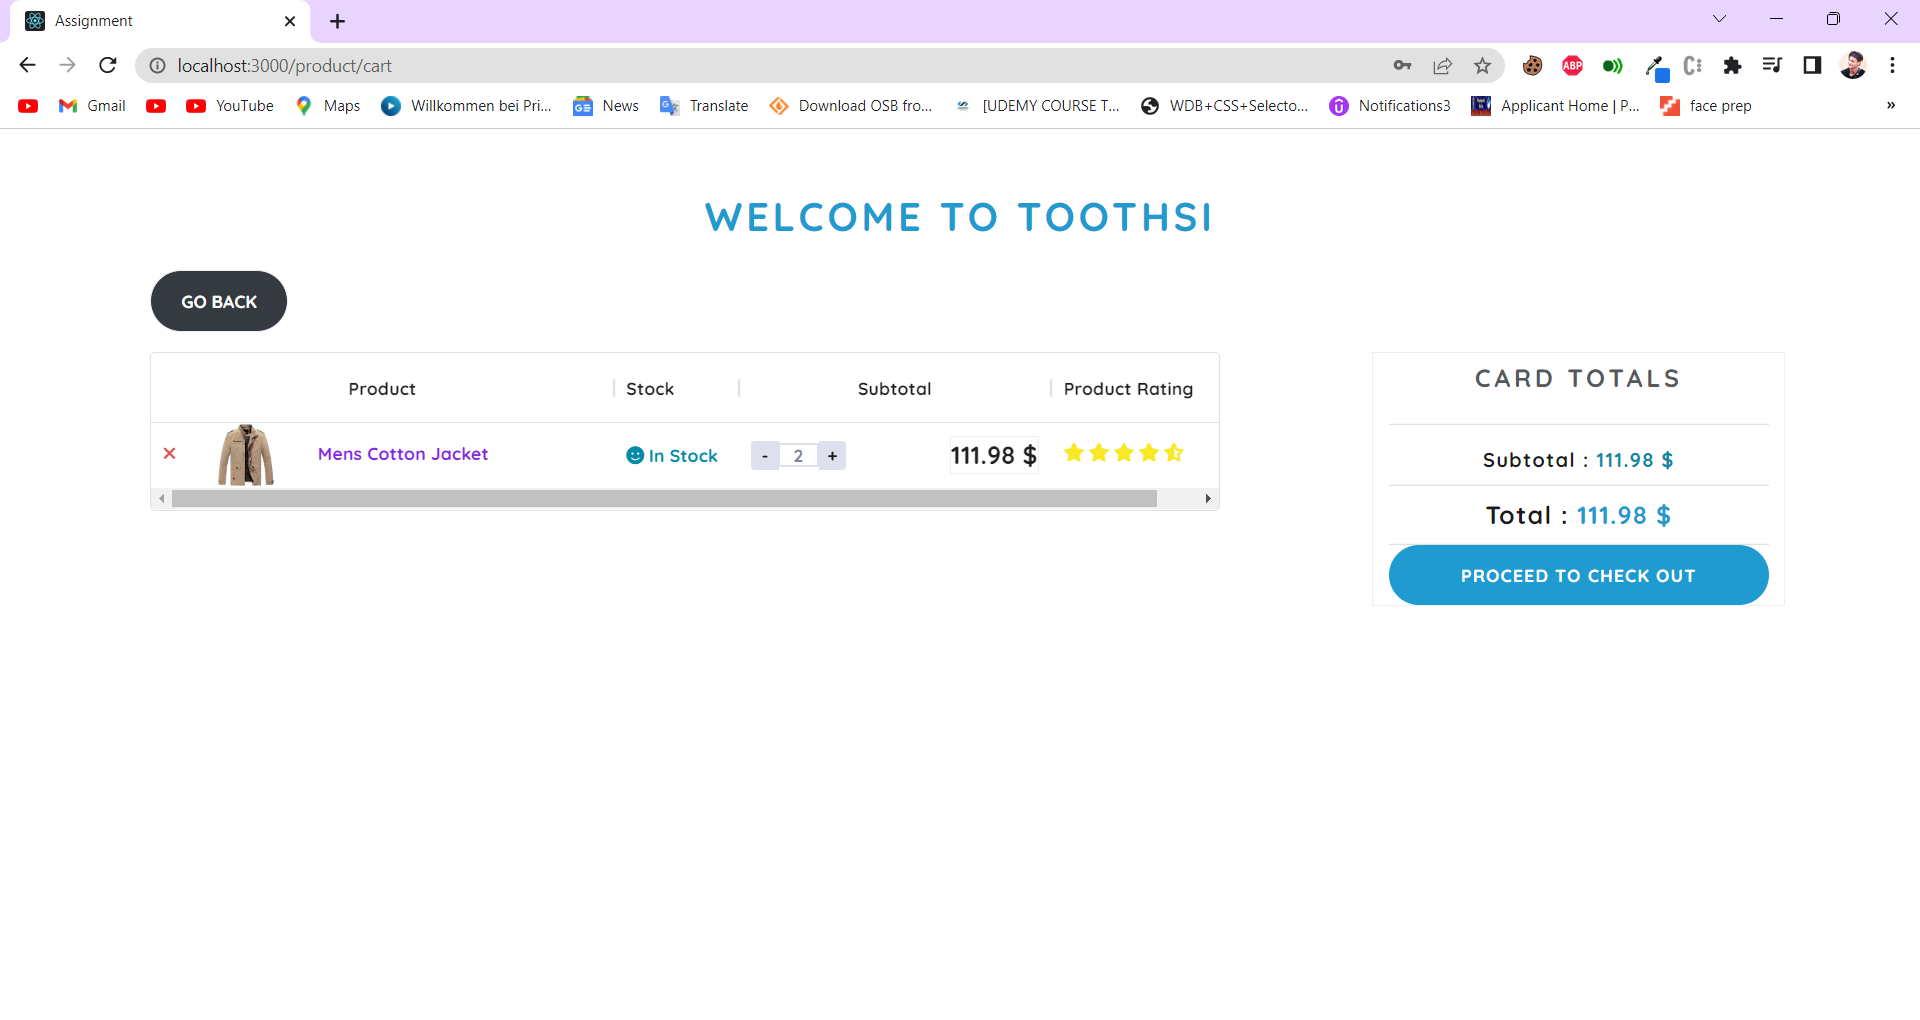 Assignment
localhost:3000/product/cart
ABP
Gmail YouTube Maps Willkommen bei Pri... News Translate Download OSB fro... [UDEMY COURSE T... WDB+CSS+Selecto... Notifications3 Applicant Home | P... face prep »
WELCOME TO TOOTHSI
GO BACK
Product Stock Subtotal Product Rating
Mens Cotton Jacket In Stock - 2 + 111.98 $
CARD TOTALS
Subtotal : 111.98 $
Total : 111.98 $
PROCEED TO CHECK OUT